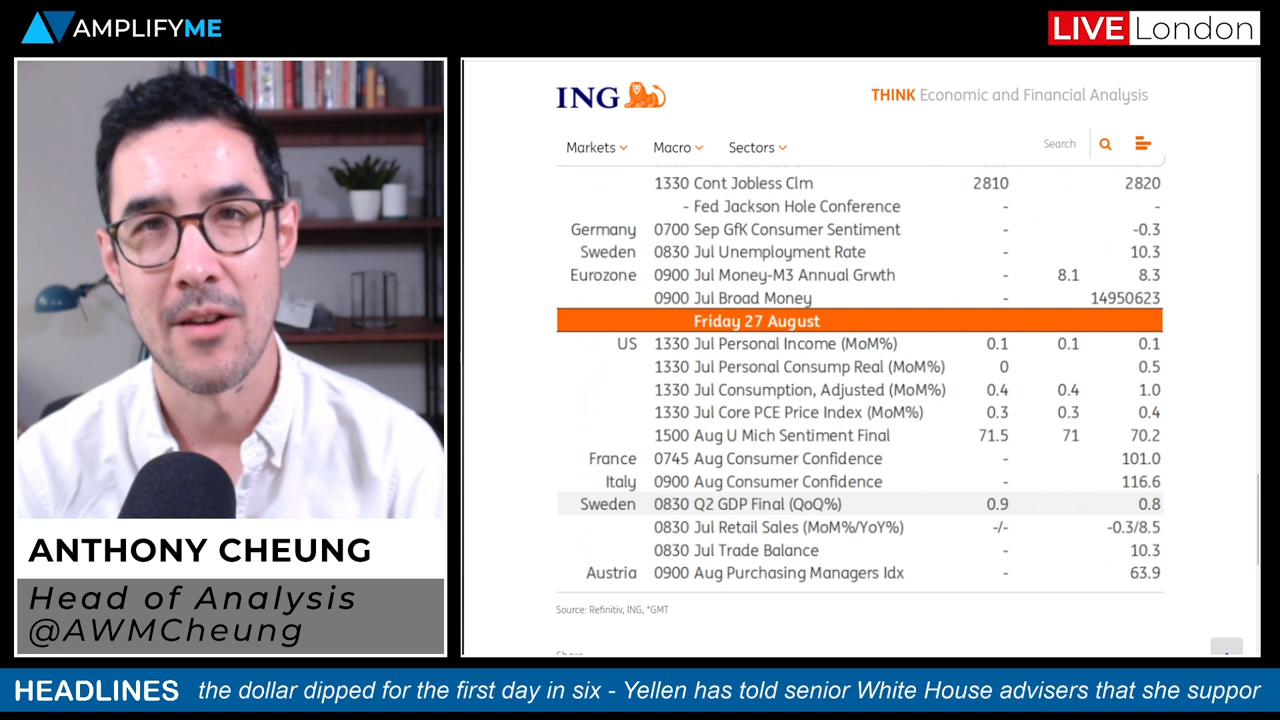 AMPLIFYME
LIVE London
ING
THINK Economic and Financial Analysis
Markets Macro Sectors Search
1330 Cont Jobless Clm 2810 2820
- Fed Jackson Hole Conference - -
Germany 0700 Sep GfK Consumer Sentiment - -0.3
Sweden 0830 Jul Unemployment Rate - 10.3
Eurozone 0900 Jul Money-M3 Annual Grwth - 8.1 8.3
0900 Jul Broad Money - 14950623
Friday 27 August
US 1330 Jul Personal Income (MoM%) 0.1 0.1 0.1
1330 Jul Personal Consump Real (MoM%) 0 0.5
1330 Jul Consumption, Adjusted (MoM%) 0.4 0.4 1.0
1330 Jul Core PCE Price Index (MoM%) 0.3 0.3 0.4
1500 Aug U Mich Sentiment Final 71.5 71 70.2
France 0745 Aug Consumer Confidence - 101.0
Italy 0900 Aug Consumer Confidence - 116.6
Sweden 0830 Q2 GDP Final (QoQ%) 0.9 0.8
0830 Jul Retail Sales (MoM%/YoY%) -/- -0.3/8.5
0830 Jul Trade Balance - 10.3
Austria 0900 Aug Purchasing Managers Idx - 63.9
Source: Refinitiv, ING, *GMT
ANTHONY CHEUNG
Head of Analysis
@AWMCheung
HEADLINES the dollar dipped for the first day in six - Yellen has told senior White House advisers that she suppor